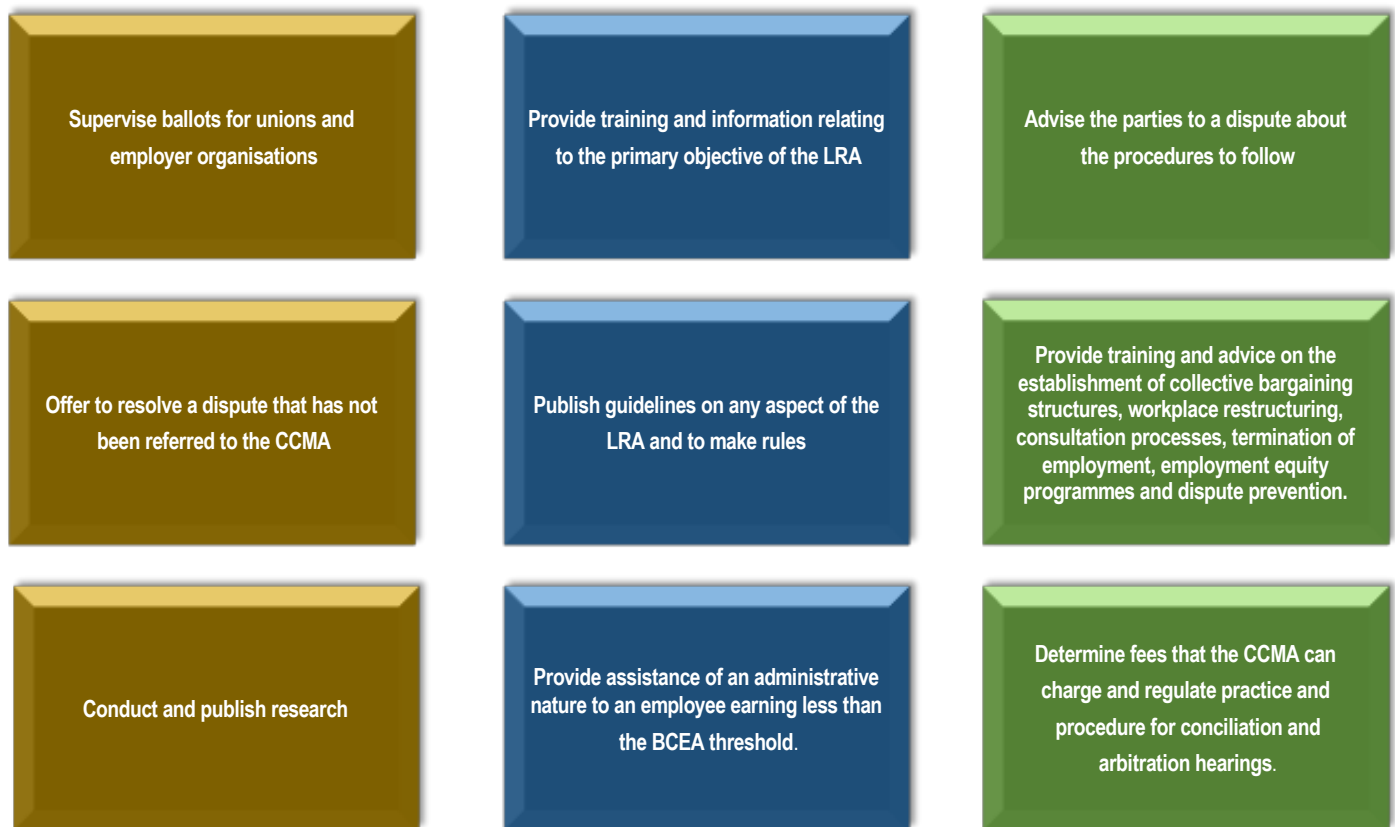 Supervise ballots for unions and
employer organisations
Provide training and information relating
to the primary objective of the LRA
Advise the parties to a dispute about
the procedures to follow
Offer to resolve a dispute that has not
been referred to the CCMA
Publish guidelines on any aspect of the
LRA and to make rules
Provide training and advice on the
establishment of collective bargaining
structures, workplace restructuring,
consultation processes, termination of
employment, employment equity
programmes and dispute prevention.
Conduct and publish research
Provide assistance of an administrative
nature to an employee earning less than
the BCEA threshold.
Determine fees that the CCMA can
charge and regulate practice and
procedure for conciliation and
arbitration hearings.